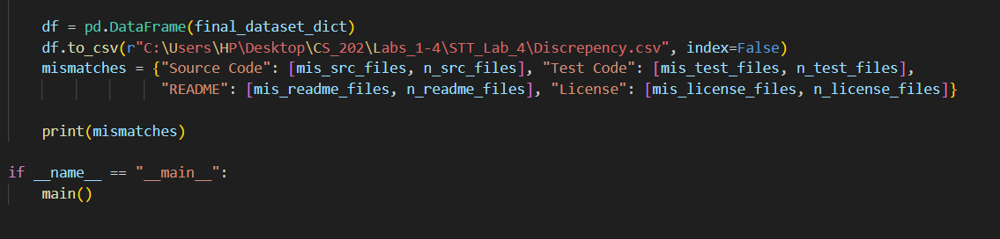 df = pd.DataFrame(final_dataset_dict)
df.to_csv(r"C:\Users\HP\Desktop\CS_202\Labs_1-4\STT_Lab_4\Discrepency.csv", index=False)
mismatches = {"Source Code": [mis_src_files, n_src_files], "Test Code": [mis_test_files, n_test_files],
"README": [mis_readme_files, n_readme_files], "License": [mis_license_files, n_license_files]}
print(mismatches)
if __name__ == "__main__":
main()